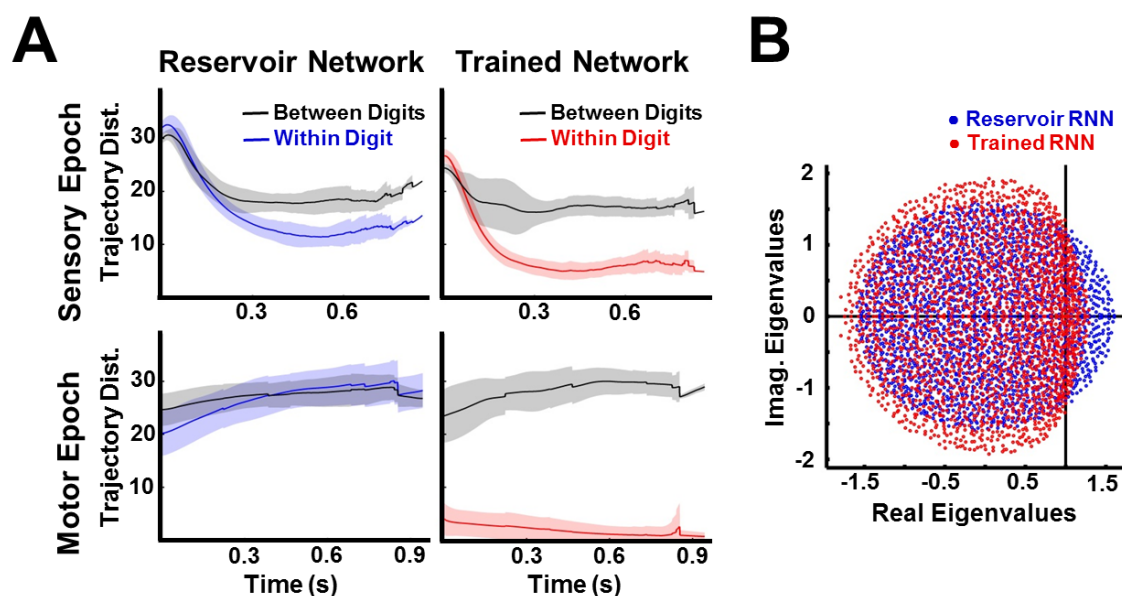 A
B
Reservoir Network
Trained Network
Sensory Epoch
Trajectory Dist.
30
20
10
Between Digits
Within Digit
0.3
0.6
Between Digits
Within Digit
0.3
0.6
Motor Epoch
Trajectory Dist.
30
20
10
0.3
0.6
0.9
Time (s)
0.3
0.6
0.9
Time (s)
Reservoir RNN
Trained RNN
Imag. Eigenvalues
2
1
0
-1
-2
-1.5
-0.5
0.5
1.5
Real Eigenvalues